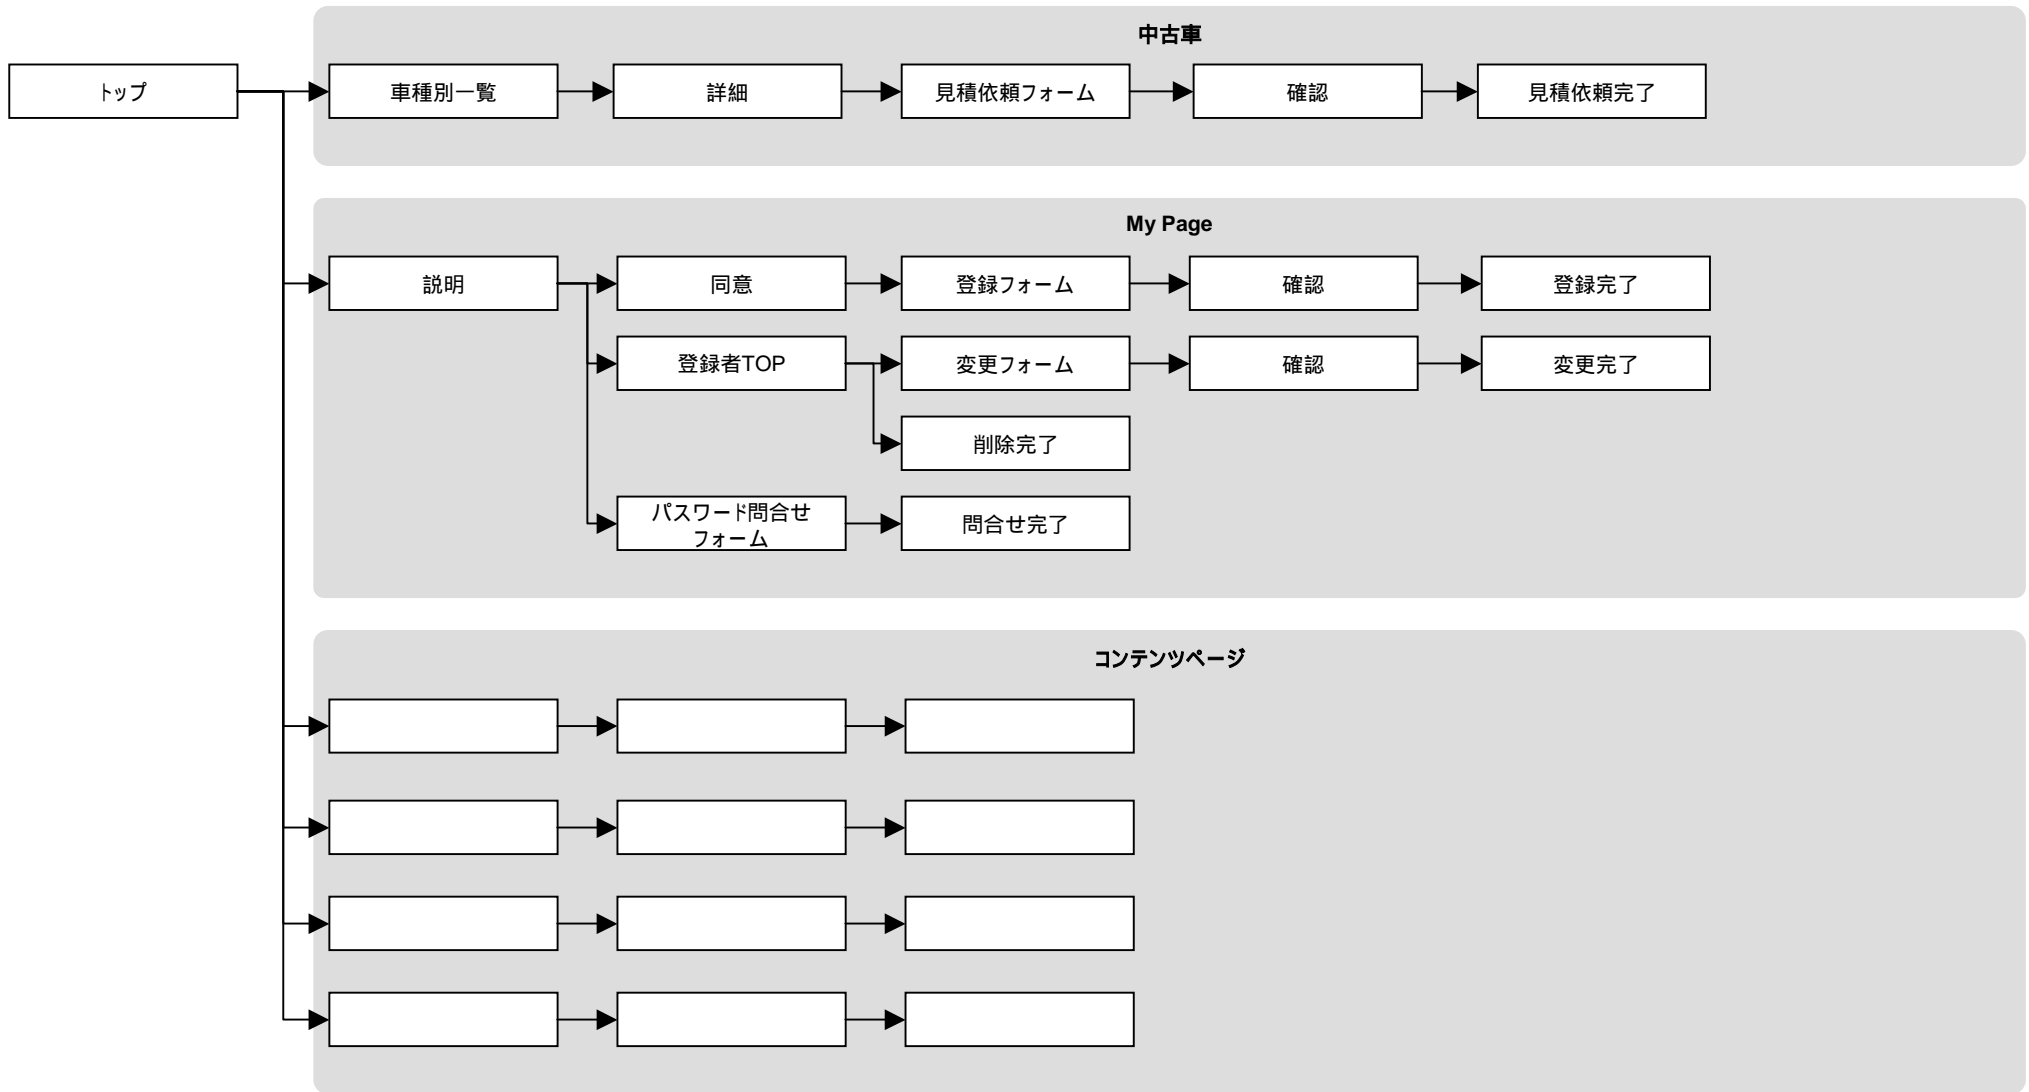 中古車
トップ
車種別一覧
詳細
見積依頼フォーム
確認
見積依頼完了
My Page
説明
同意
登録フォーム
確認
登録完了
登録者TOP
変更フォーム
確認
変更完了
削除完了
パスワード問合せ
フォーム
問合せ完了
コンテンツページ